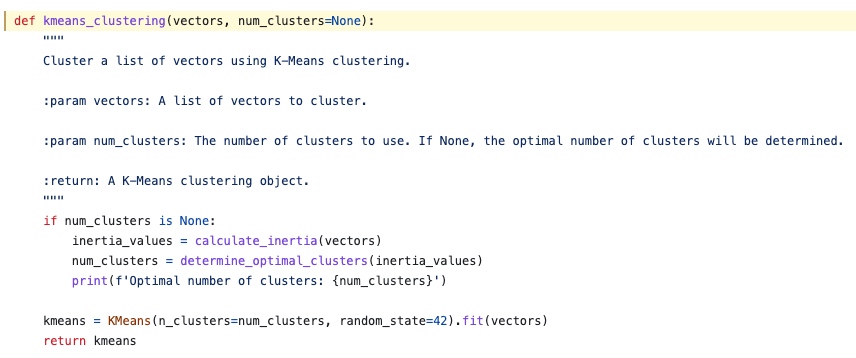 def kmeans_clustering(vectors, num_clusters=None):
    """
    Cluster a list of vectors using K-Means clustering.

    :param vectors: A list of vectors to cluster.

    :param num_clusters: The number of clusters to use. If None, the optimal number of clusters will be determined.

    :return: A K-Means clustering object.
    """
    if num_clusters is None:
        inertia_values = calculate_inertia(vectors)
        num_clusters = determine_optimal_clusters(inertia_values)
        print(f'Optimal number of clusters: {num_clusters}')

    kmeans = KMeans(n_clusters=num_clusters, random_state=42).fit(vectors)
    return kmeans